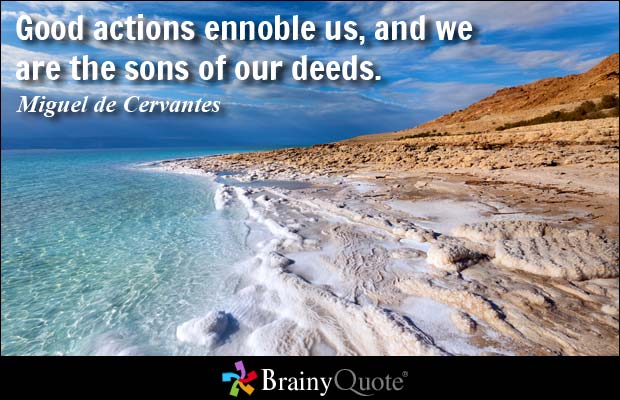 Good actions ennoble us, and we
are the sons of our deeds.
Miguel de Cervantes
BrainyQuote®